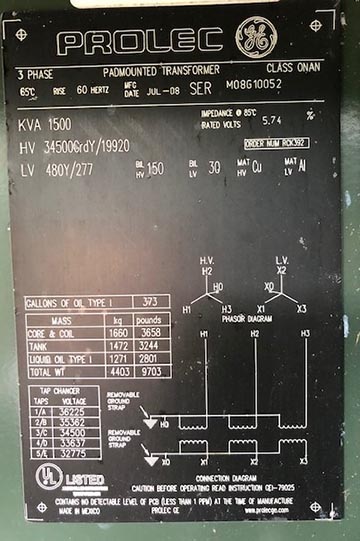 PROLEC GE
3 PHASE PADMOUNTED TRANSFORMER CLASS ONAN
65℃ RISE 60 HERTZ MFG DATE JUL-08 SER M08G10052
KVA 1500 IMPEDANCE @ 85℃ RATED VOLTS 5.74 %
HV 34500GrdY/19920 ORDER NUM RCK392
LV 480Y/277 BIL HV 150 BIL LV 30 MAT HV Cu MAT LV Al
H.V. L.V.
H2 X2
H0 X0
H1 H3 X1 X3
PHASOR DIAGRAM
GALLONS OF OIL TYPE I 373
MASS kg pounds
CORE & COIL 1660 3658
TANK 1472 3244
LIQUID OIL TYPE I 1271 2801
TOTAL WT 4403 9703
H1 H2 H3
TAP CHANGER
TAPS VOLTAGE
1/A 36225
2/B 35362
3/C 34500
4/D 33637
5/E 32775
REMOVABLE GROUND STRAP
H0
REMOVABLE GROUND STRAP
X0 X1 X2 X3
UL LISTED
CONNECTION DIAGRAM
CAUTION BEFORE OPERATING READ INSTRUCTION GEI-79025
CONTAINS NO DETECTABLE LEVEL OF PCB (LESS THAN 1 PPM) AT THE TIME OF MANUFACTURE
MADE IN MEXICO PROLEC GE www.prolecge.com